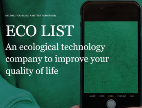 ECO LIST
An ecological technology
company to improve your
quality of life